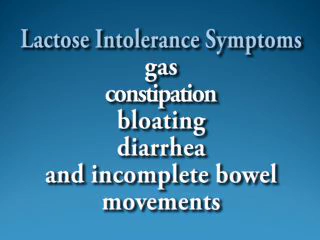 Lactose Intolerance Symptoms
gas
constipation
bloating
diarrhea
and incomplete bowel
movements